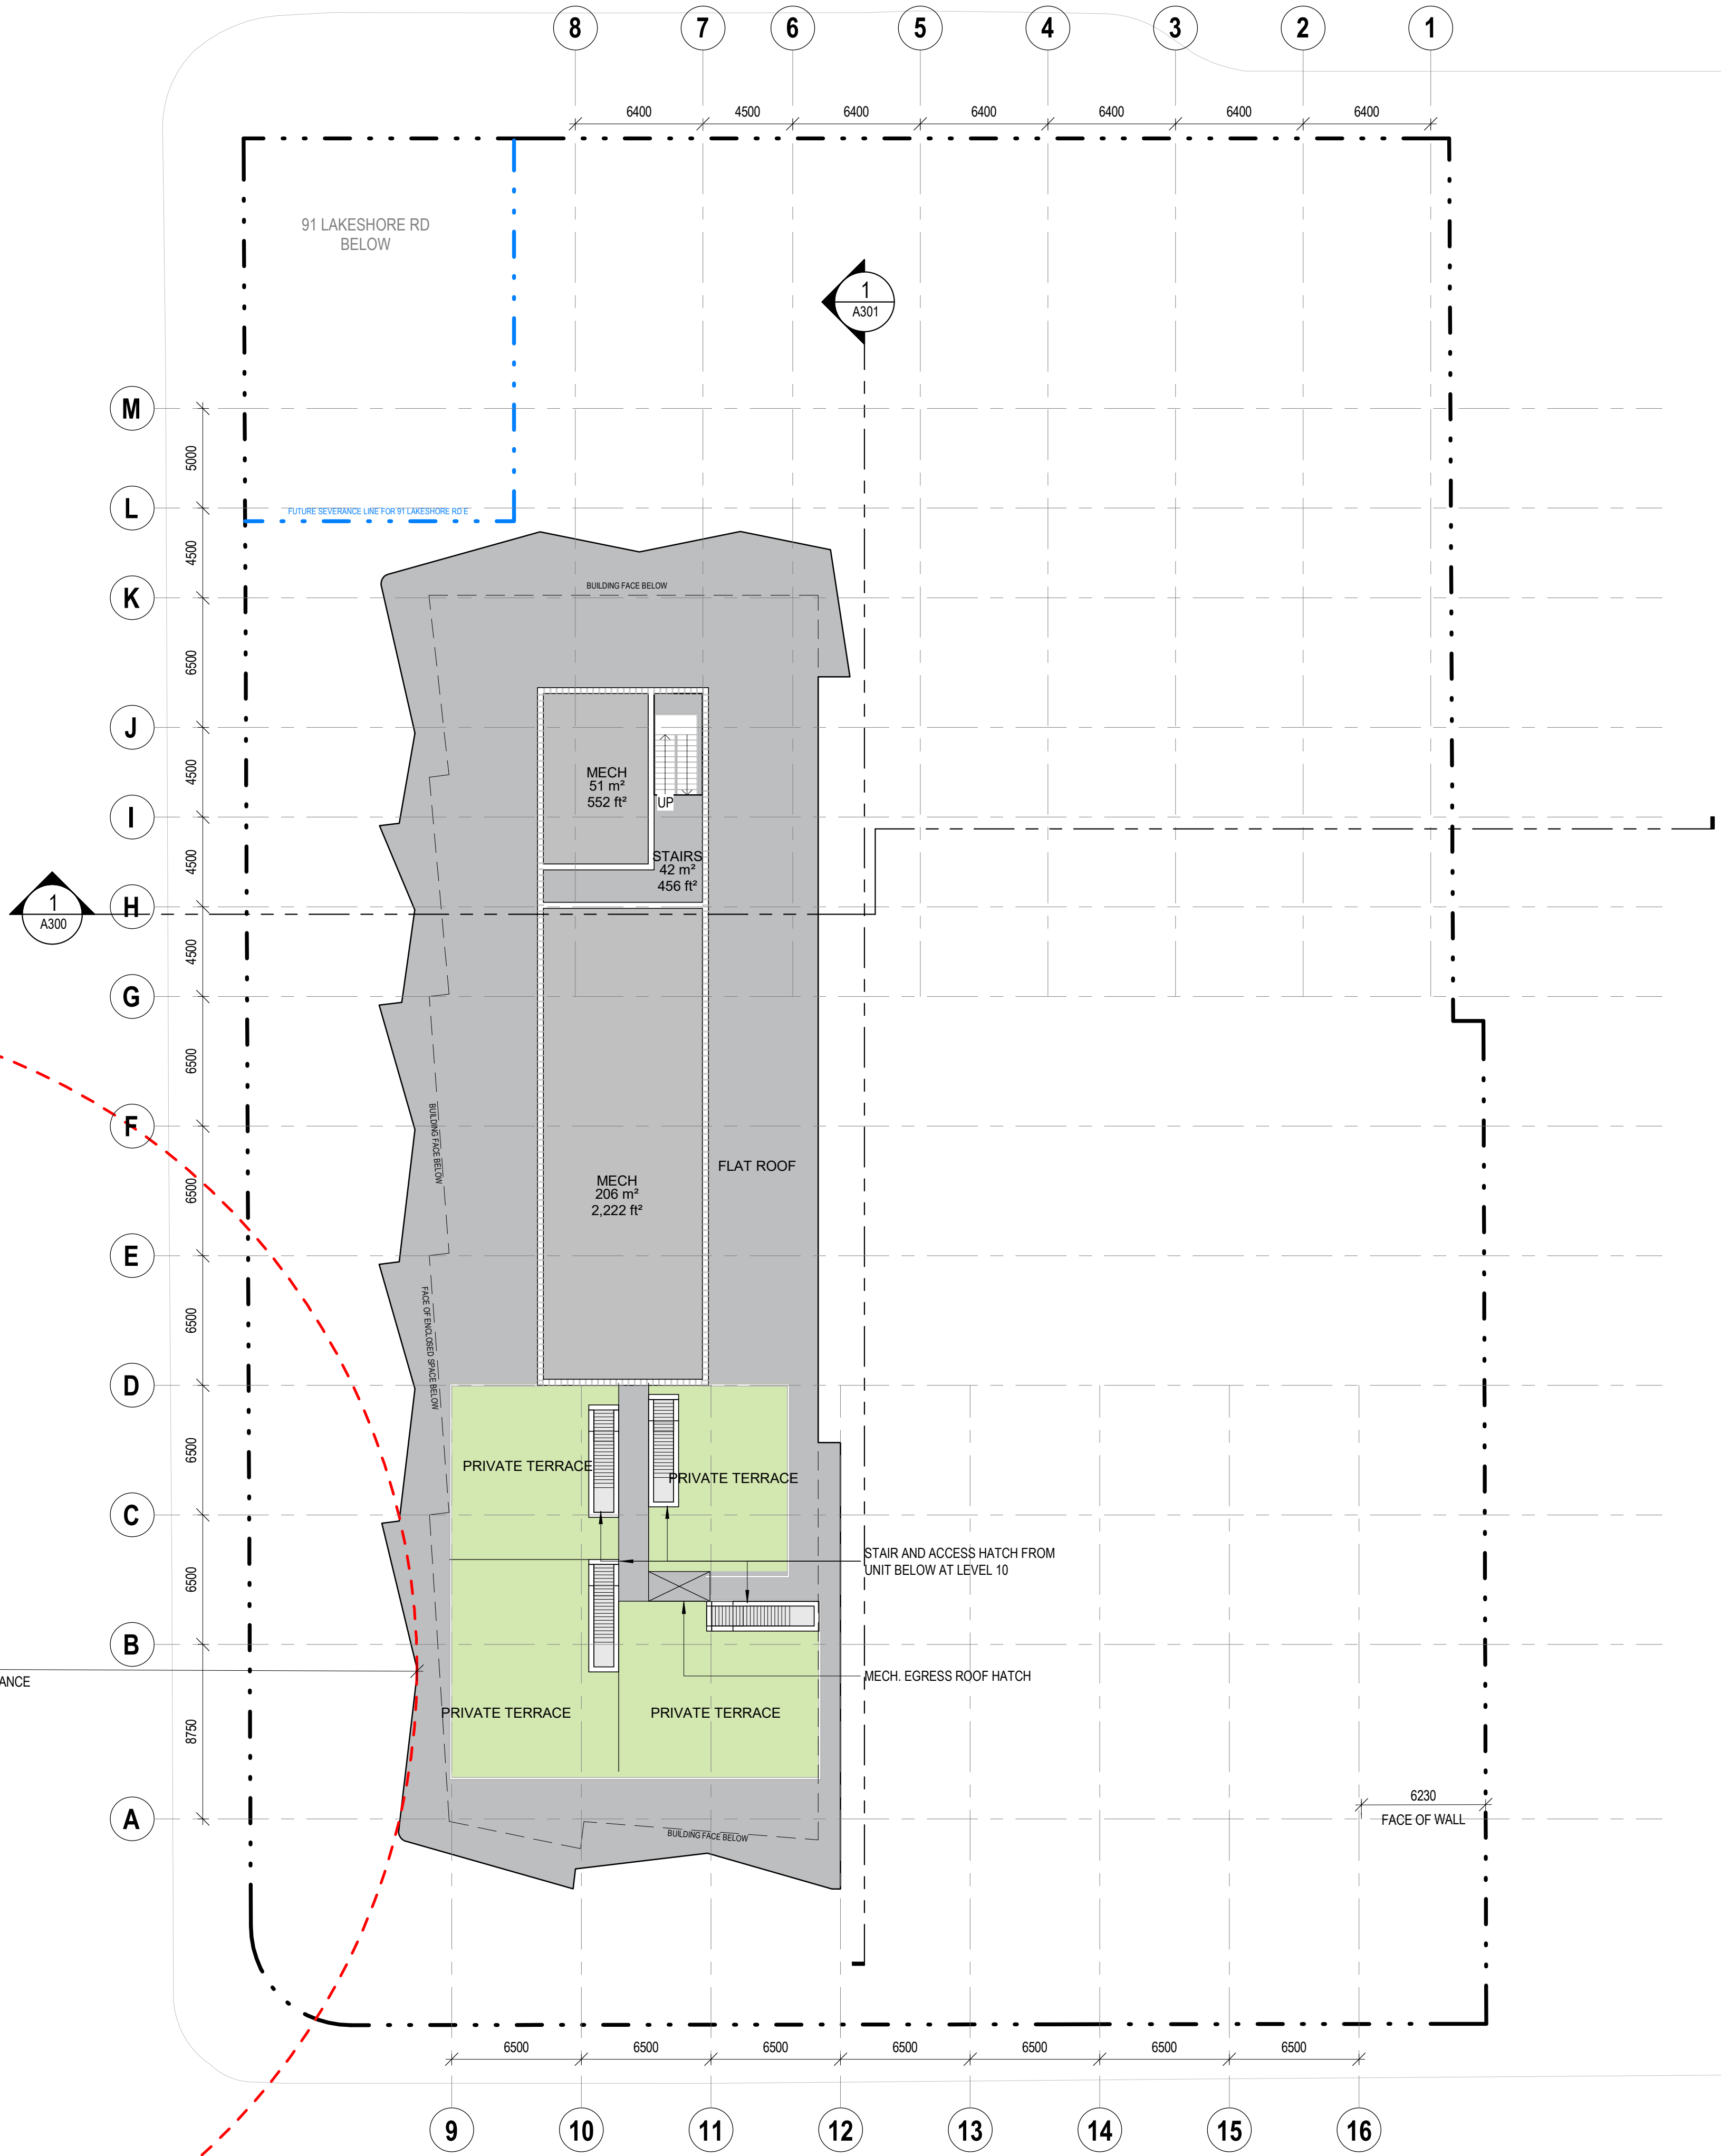 8 7 6 5 4 3 2 1
6400 4500 6400 6400 6400 6400 6400
91 LAKESHORE RD
BELOW
1
A301
M
5000
L
FUTURE SEVERANCE LINE FOR 91 LAKESHORE RD E
4500
K
BUILDING FACE BELOW
6500
J
4500
MECH
51 m²
552 ft²
UP
I
4500
STAIRS
42 m²
456 ft²
H
1
A300
4500
G
6500
BUILDING FACE BELOW
F
FLAT ROOF
6500
MECH
206 m²
2,222 ft²
E
6500
FACE OF ENCLOSED SPACE BELOW
D
6500
PRIVATE TERRACE
PRIVATE TERRACE
C
6500
STAIR AND ACCESS HATCH FROM
UNIT BELOW AT LEVEL 10
B
MECH. EGRESS ROOF HATCH
ANCE
8750
PRIVATE TERRACE
PRIVATE TERRACE
6230
FACE OF WALL
A
BUILDING FACE BELOW
6500 6500 6500 6500 6500 6500 6500
9 10 11 12 13 14 15 16